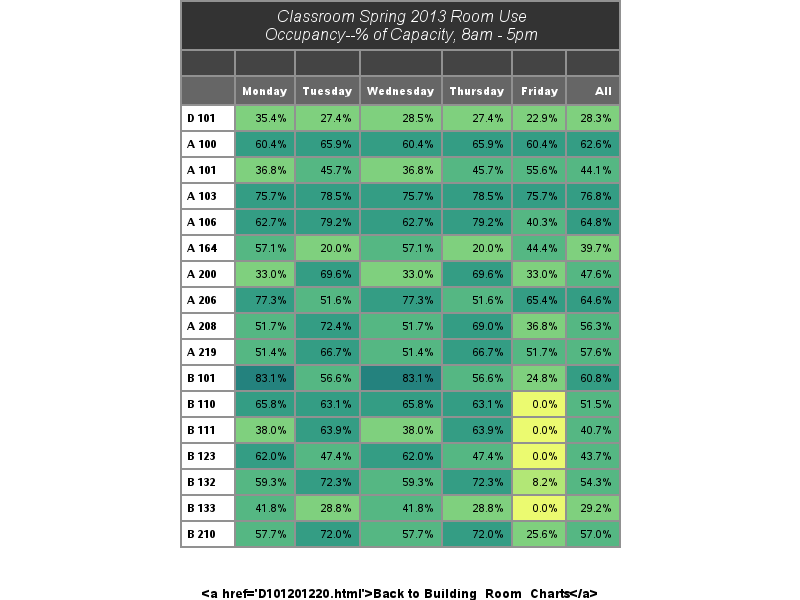 Classroom Spring 2013 Room Use
Occupancy--% of Capacity, 8am - 5pm
Monday Tuesday Wednesday Thursday Friday All
D 101 35.4% 27.4% 28.5% 27.4% 22.9% 28.3%
A 100 60.4% 65.9% 60.4% 65.9% 60.4% 62.6%
A 101 36.8% 45.7% 36.8% 45.7% 55.6% 44.1%
A 103 75.7% 78.5% 75.7% 78.5% 75.7% 76.8%
A 106 62.7% 79.2% 62.7% 79.2% 40.3% 64.8%
A 164 57.1% 20.0% 57.1% 20.0% 44.4% 39.7%
A 200 33.0% 69.6% 33.0% 69.6% 33.0% 47.6%
A 206 77.3% 51.6% 77.3% 51.6% 65.4% 64.6%
A 208 51.7% 72.4% 51.7% 69.0% 36.8% 56.3%
A 219 51.4% 66.7% 51.4% 66.7% 51.7% 57.6%
B 101 83.1% 56.6% 83.1% 56.6% 24.8% 60.8%
B 110 65.8% 63.1% 65.8% 63.1% 0.0% 51.5%
B 111 38.0% 63.9% 38.0% 63.9% 0.0% 40.7%
B 123 62.0% 47.4% 62.0% 47.4% 0.0% 43.7%
B 132 59.3% 72.3% 59.3% 72.3% 8.2% 54.3%
B 133 41.8% 28.8% 41.8% 28.8% 0.0% 29.2%
B 210 57.7% 72.0% 57.7% 72.0% 25.6% 57.0%
<a href='D101201220.html'>Back to Building_Room_Charts</a>